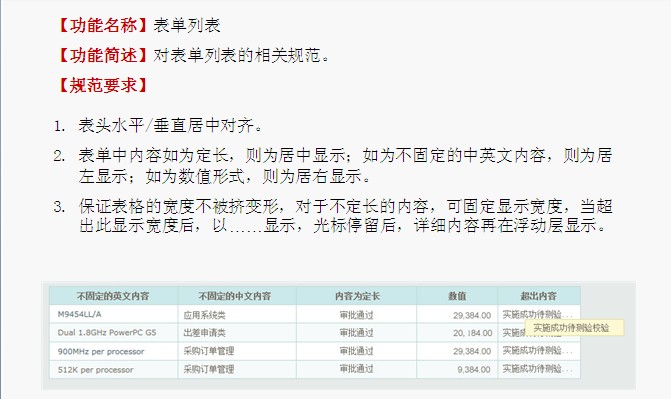 【功能名称】表单列表
【功能简述】对表单列表的相关规范。
【规范要求】
1. 表头水平/垂直居中对齐。
2. 表单中内容如为定长，则为居中显示；如为不固定的中英文内容，则为居
左显示；如为数值形式，则为居右显示。
3. 保证表格的宽度不被挤变形，对于不定长的内容，可固定显示宽度，当超
出此显示宽度后，以……显示，光标停留后，详细内容再在浮动层显示。
不固定的英文内容 不固定的中文内容 内容为定长 数值 超出内容
M9454LL/A 应用系统类 审批通过 29,384.00 实施成功待测验...
Dual 1.8GHz PowerPC G5 出差申请类 审批通过 20,184.00 实施成功待测验...
实施成功待测验校验
900MHz per processor 采购订单管理 审批通过 29,384.00 实施成功待测验...
512K per processor 采购订单管理 审批通过 9,384.00 实施成功待测验...